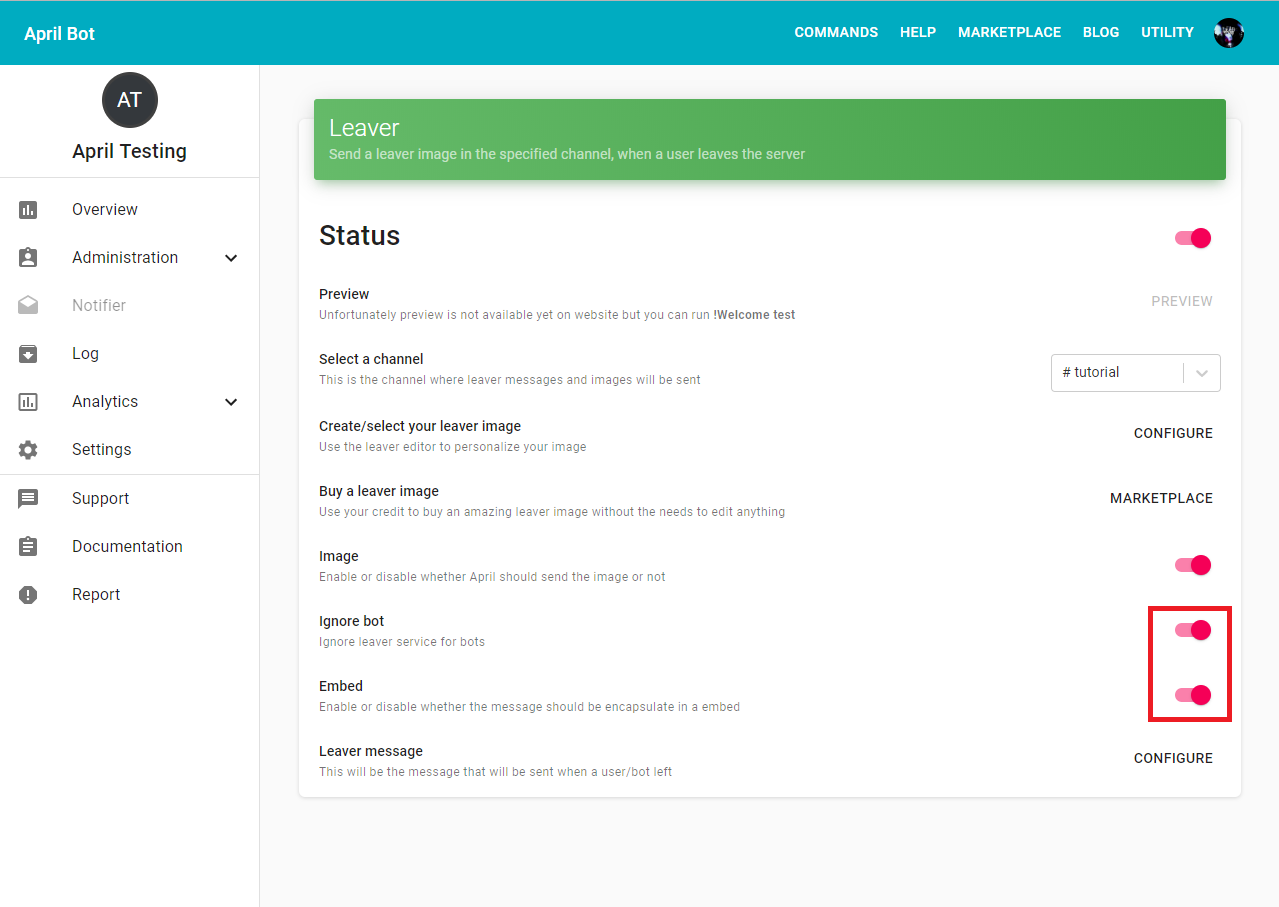 April Bot
COMMANDS HELP MARKETPLACE BLOG UTILITY
AT
April Testing
Overview
Administration
Notifier
Log
Analytics
Settings
Support
Documentation
Report
Leaver
Send a leaver image in the specified channel, when a user leaves the server
Status
Preview
Unfortunately preview is not available yet on website but you can run !Welcome test
PREVIEW
Select a channel
This is the channel where leaver messages and images will be sent
# tutorial
Create/select your leaver image
Use the leaver editor to personalize your image
CONFIGURE
Buy a leaver image
Use your credit to buy an amazing leaver image without the needs to edit anything
MARKETPLACE
Image
Enable or disable whether April should send the image or not
Ignore bot
Ignore leaver service for bots
Embed
Enable or disable whether the message should be encapsulate in a embed
Leaver message
This will be the message that will be sent when a user/bot left
CONFIGURE